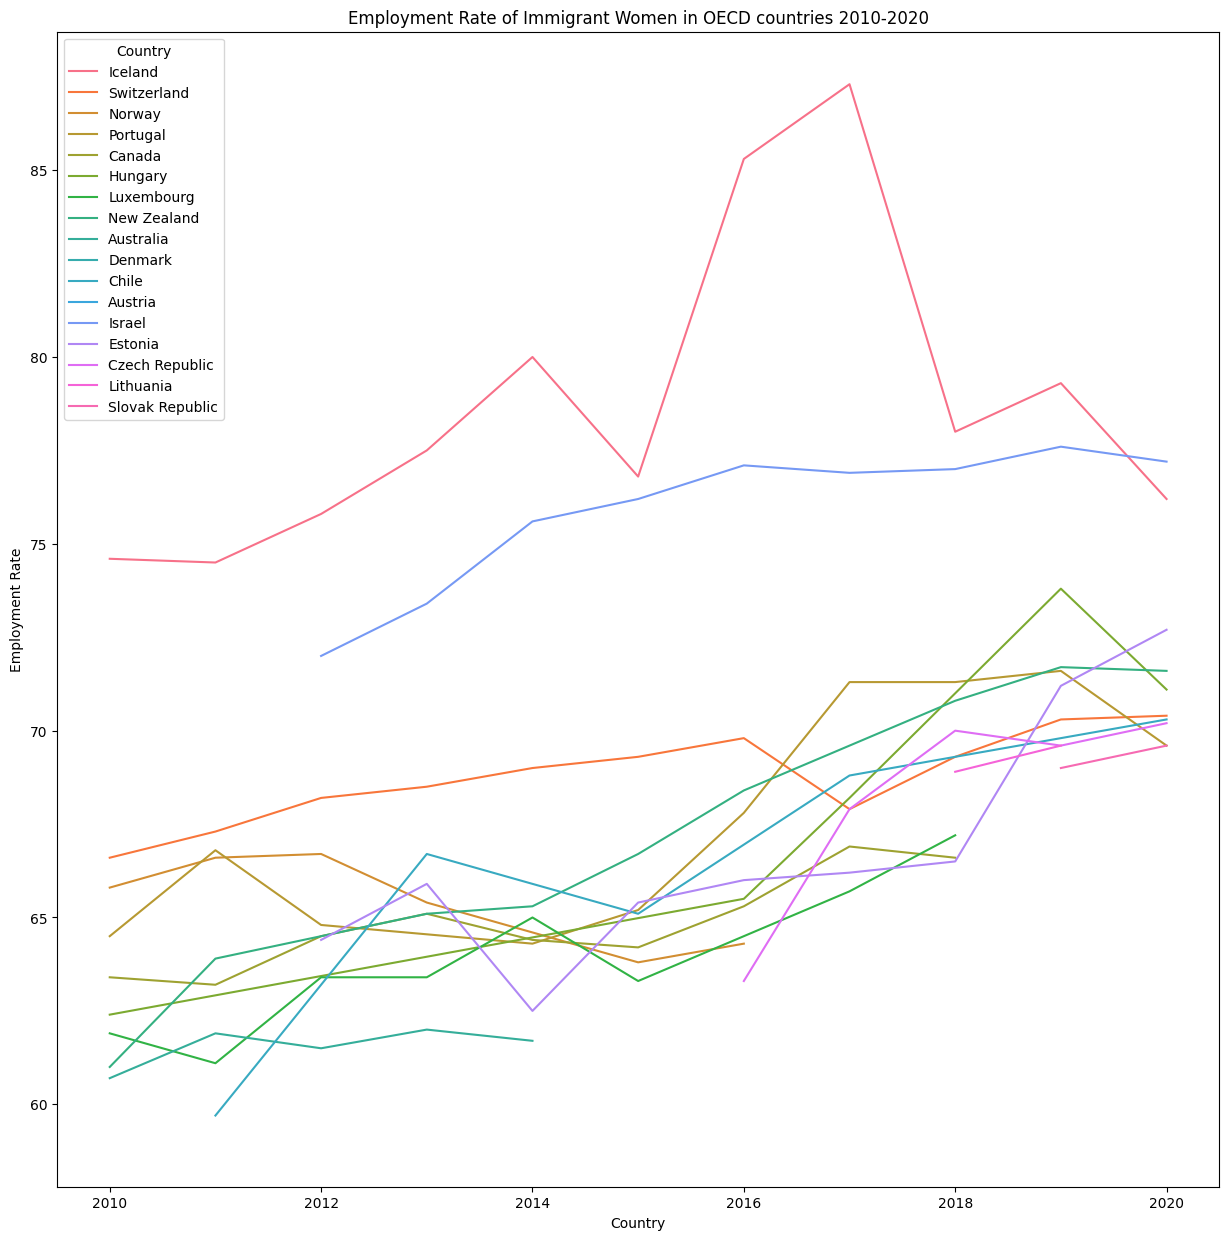 Employment Rate of Immigrant Women in OECD countries 2010-2020
Country
Iceland
Switzerland
Norway
Portugal
Canada
Hungary
Luxembourg
New Zealand
Australia
Denmark
Chile
Austria
Israel
Estonia
Czech Republic
Lithuania
Slovak Republic
85
80
75
70
65
60
Employment Rate
2010
2012
2014
2016
2018
2020
Country